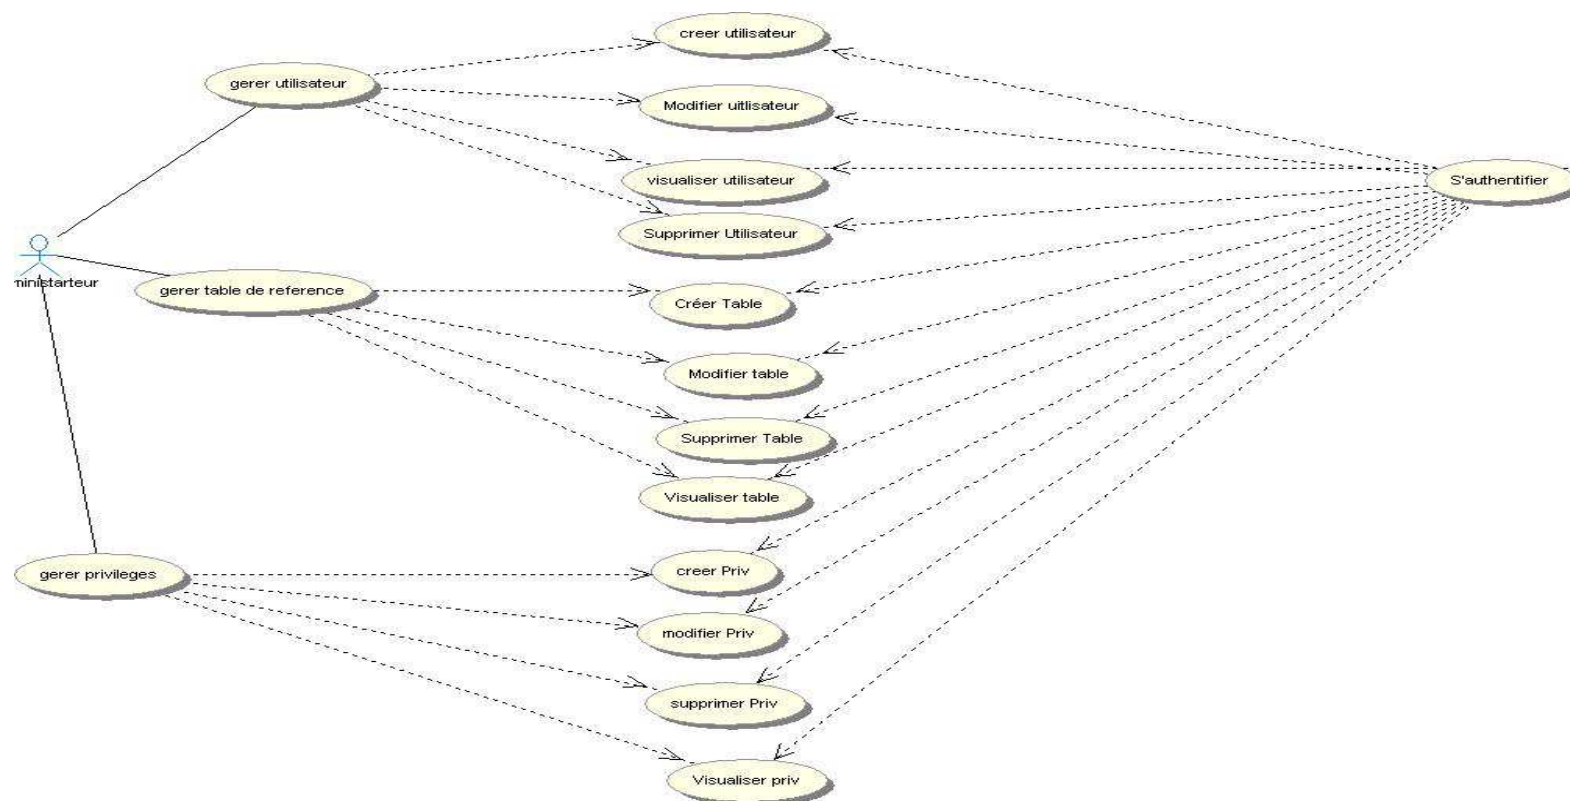 creer utilisateur
gerer utilisateur
Modifier uitlisateur
visualiser utilisateur
S'authentifier
Supprimer Utilisateur
ministarteur
gerer table de reference
Créer Table
Modifier table
Supprimer Table
Visualiser table
gerer privileges
creer Priv
modifier Priv
supprimer Priv
Visualiser priv